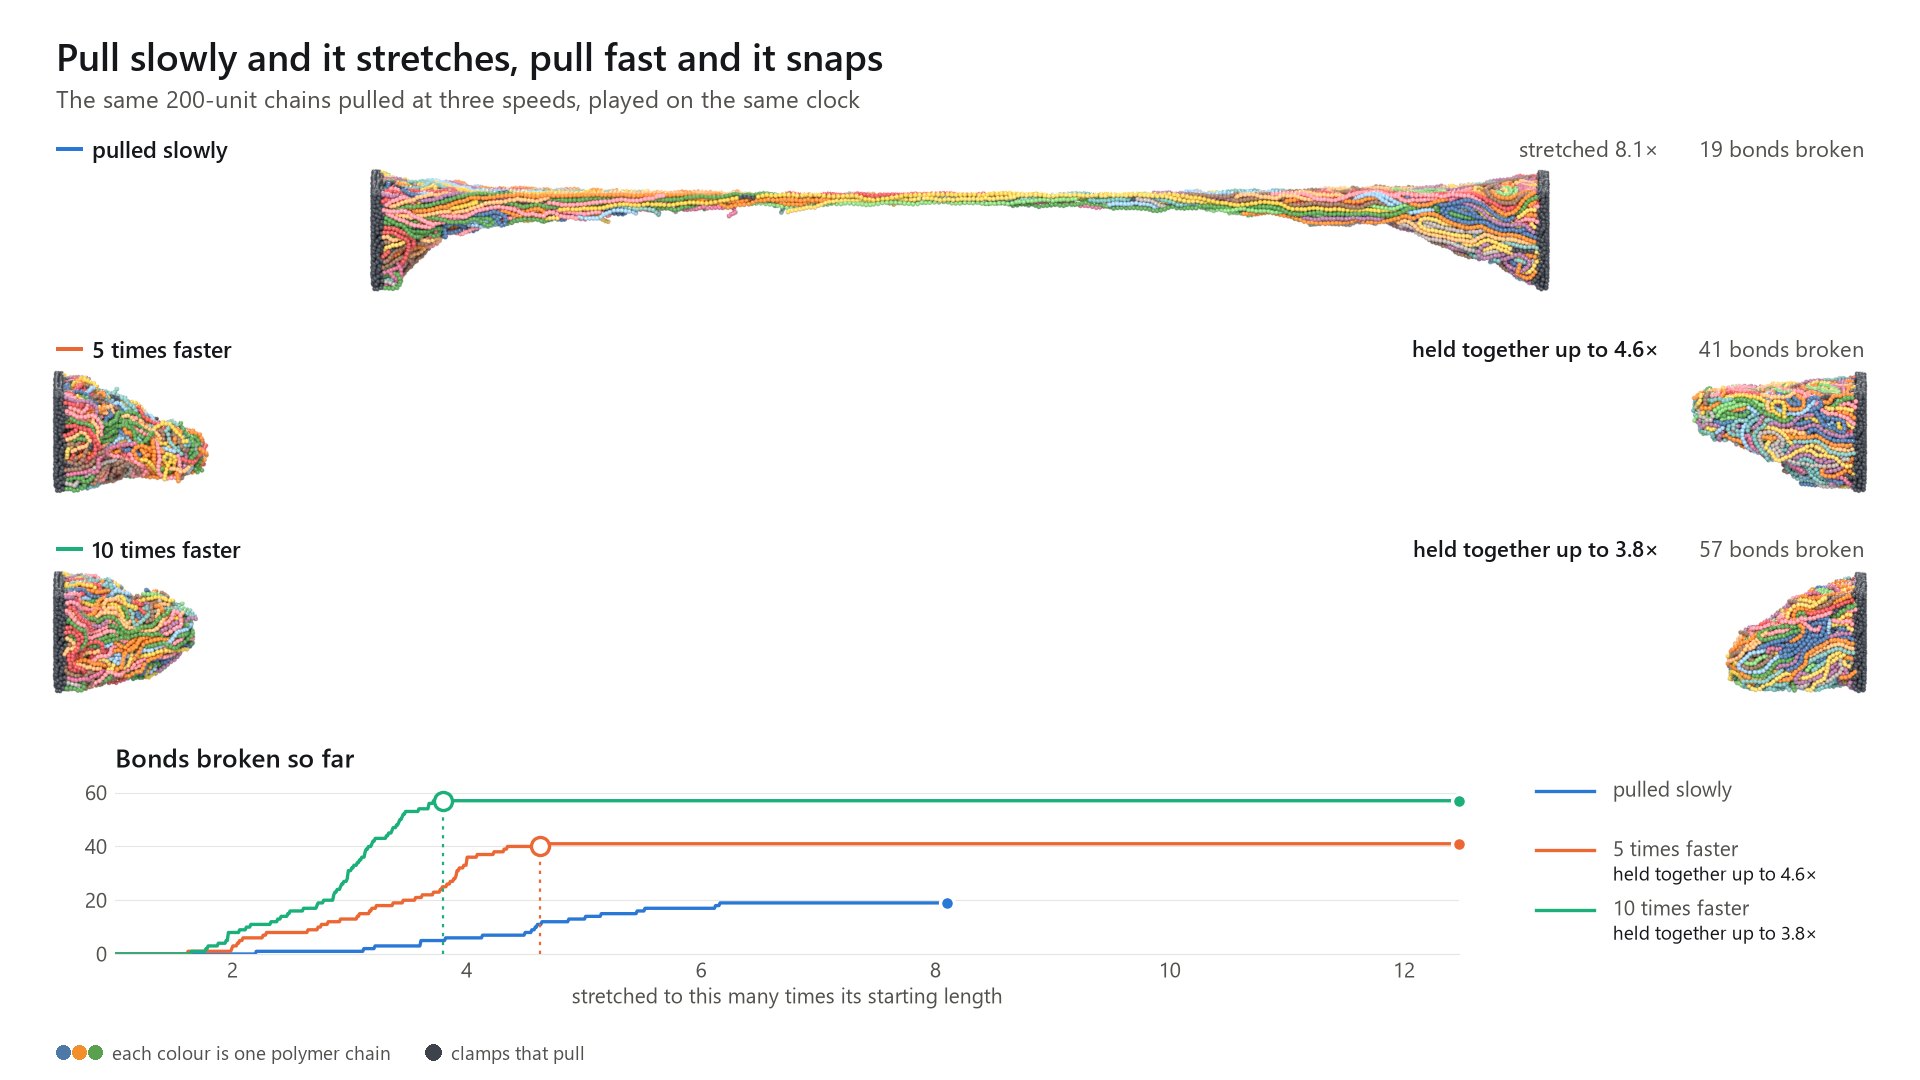 Pull slowly and it stretches, pull fast and it snaps
The same 200-unit chains pulled at three speeds, played on the same clock
pulled slowly
stretched 8.1× 19 bonds broken
5 times faster
held together up to 4.6× 41 bonds broken
10 times faster
held together up to 3.8× 57 bonds broken
Bonds broken so far
60
40
20
0
2 4 6 8 10 12
stretched to this many times its starting length
pulled slowly
5 times faster
held together up to 4.6×
10 times faster
held together up to 3.8×
each colour is one polymer chain
clamps that pull